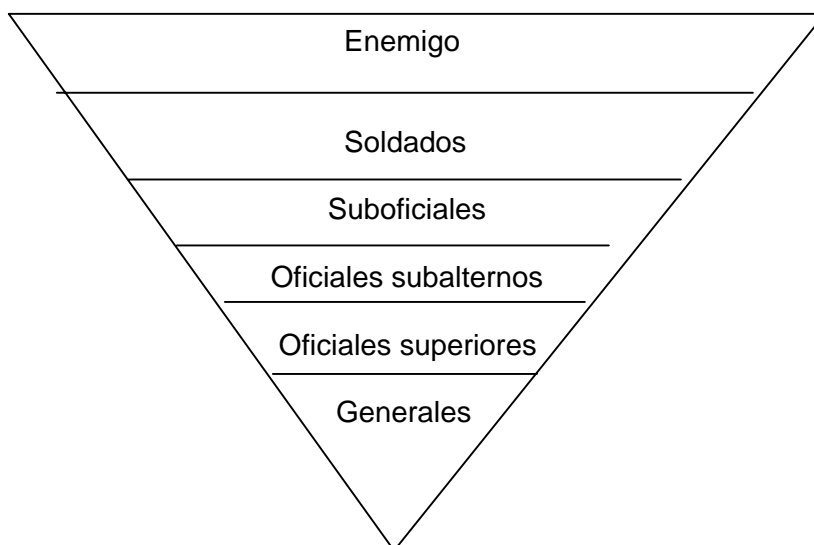 Enemigo
Soldados
Suboficiales
Oficiales subalternos
Oficiales superiores
Generales